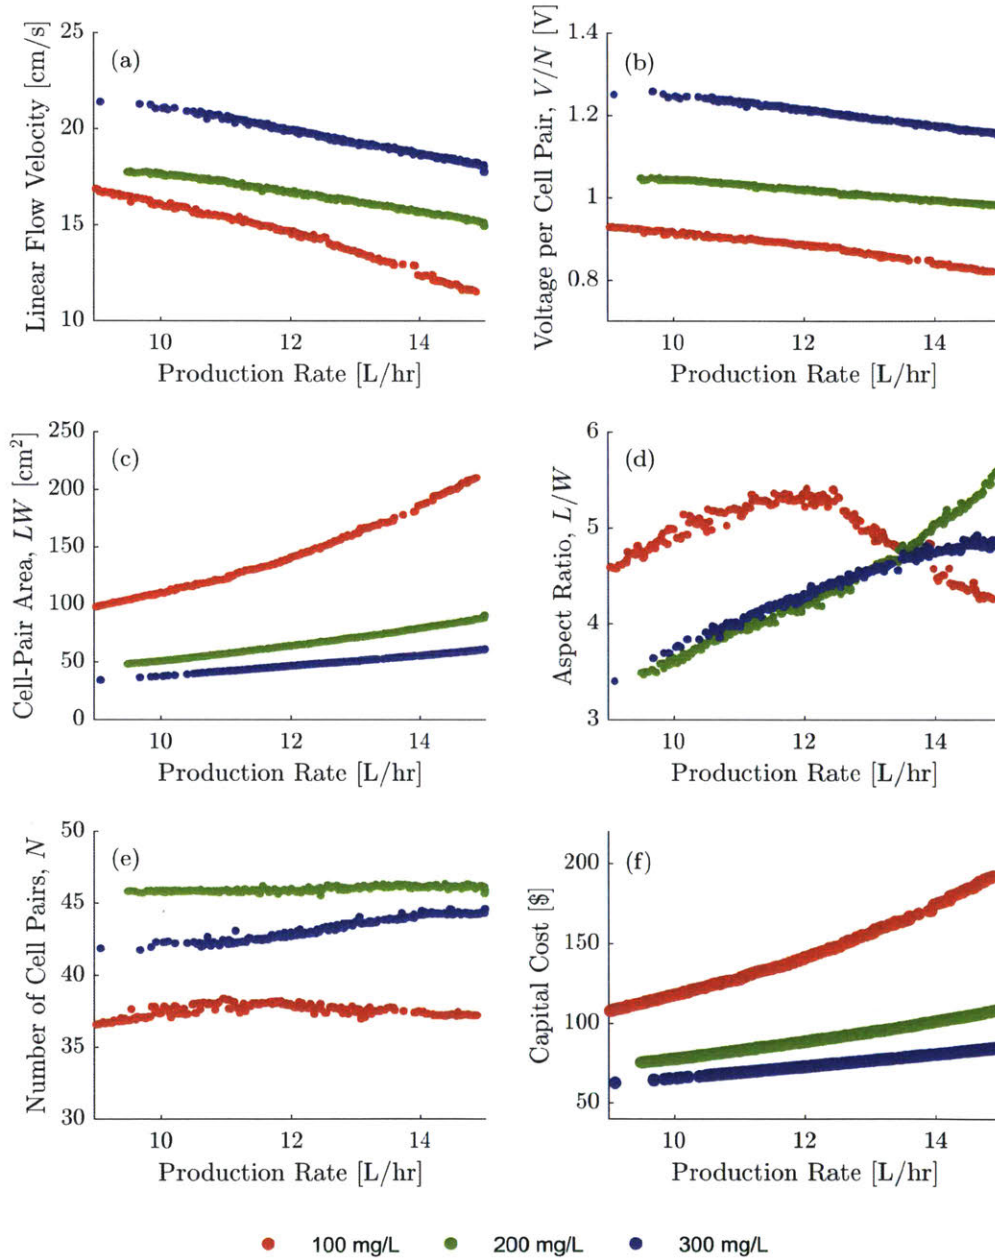 (a)
Linear Flow Velocity [cm/s]
25
20
15
10
10 12 14
Production Rate [L/hr]
(b)
Voltage per Cell Pair, V/N [V]
1.4
1.2
1
0.8
10 12 14
Production Rate [L/hr]
(c)
Cell-Pair Area, LW [cm²]
250
200
150
100
50
0
10 12 14
Production Rate [L/hr]
(d)
Aspect Ratio, L/W
6
5
4
3
10 12 14
Production Rate [L/hr]
(e)
Number of Cell Pairs, N
50
45
40
35
30
10 12 14
Production Rate [L/hr]
(f)
Capital Cost [$]
200
150
100
50
10 12 14
Production Rate [L/hr]
100 mg/L 200 mg/L 300 mg/L